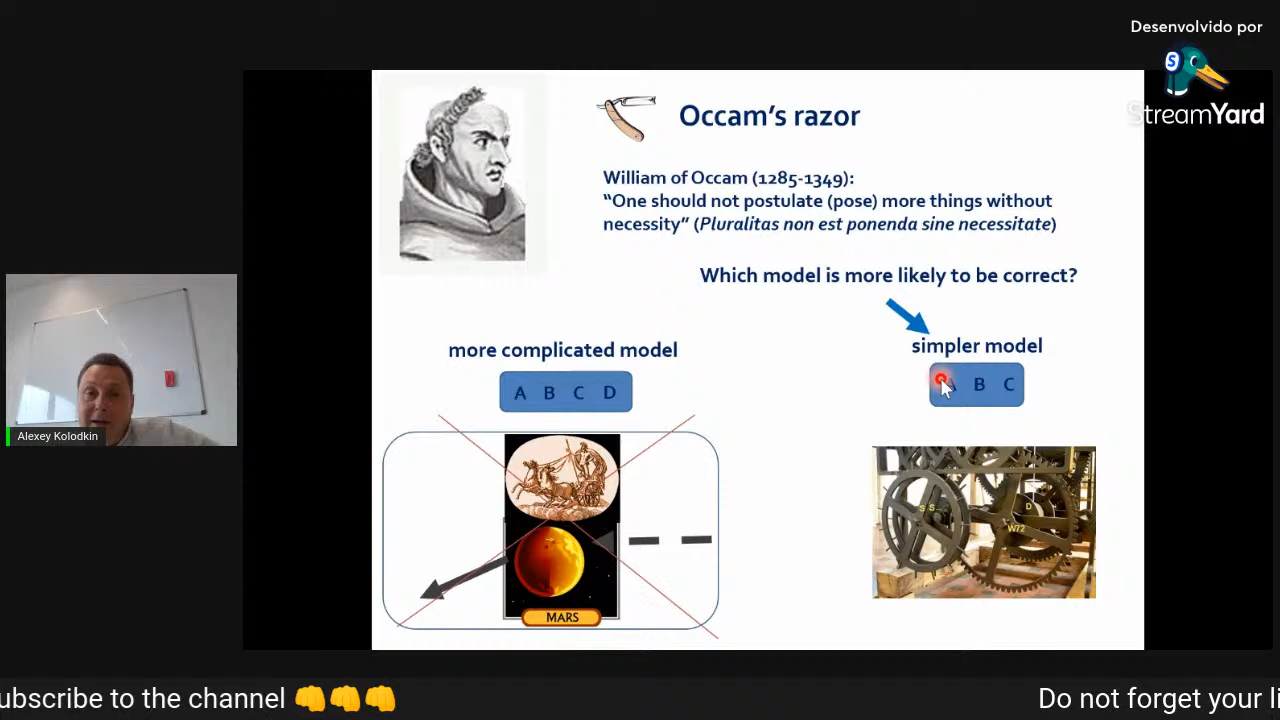 Desenvolvido por
S
StreamYard
Occam's razor
William of Occam (1285-1349):
“One should not postulate (pose) more things without
necessity” (Pluralitas non est ponenda sine necessitate)
Which model is more likely to be correct?
more complicated model
simpler model
A B C D
A B C
S S
D
W72
MARS
Alexey Kolodkin
ubscribe to the channel 👊👊👊
Do not forget your li